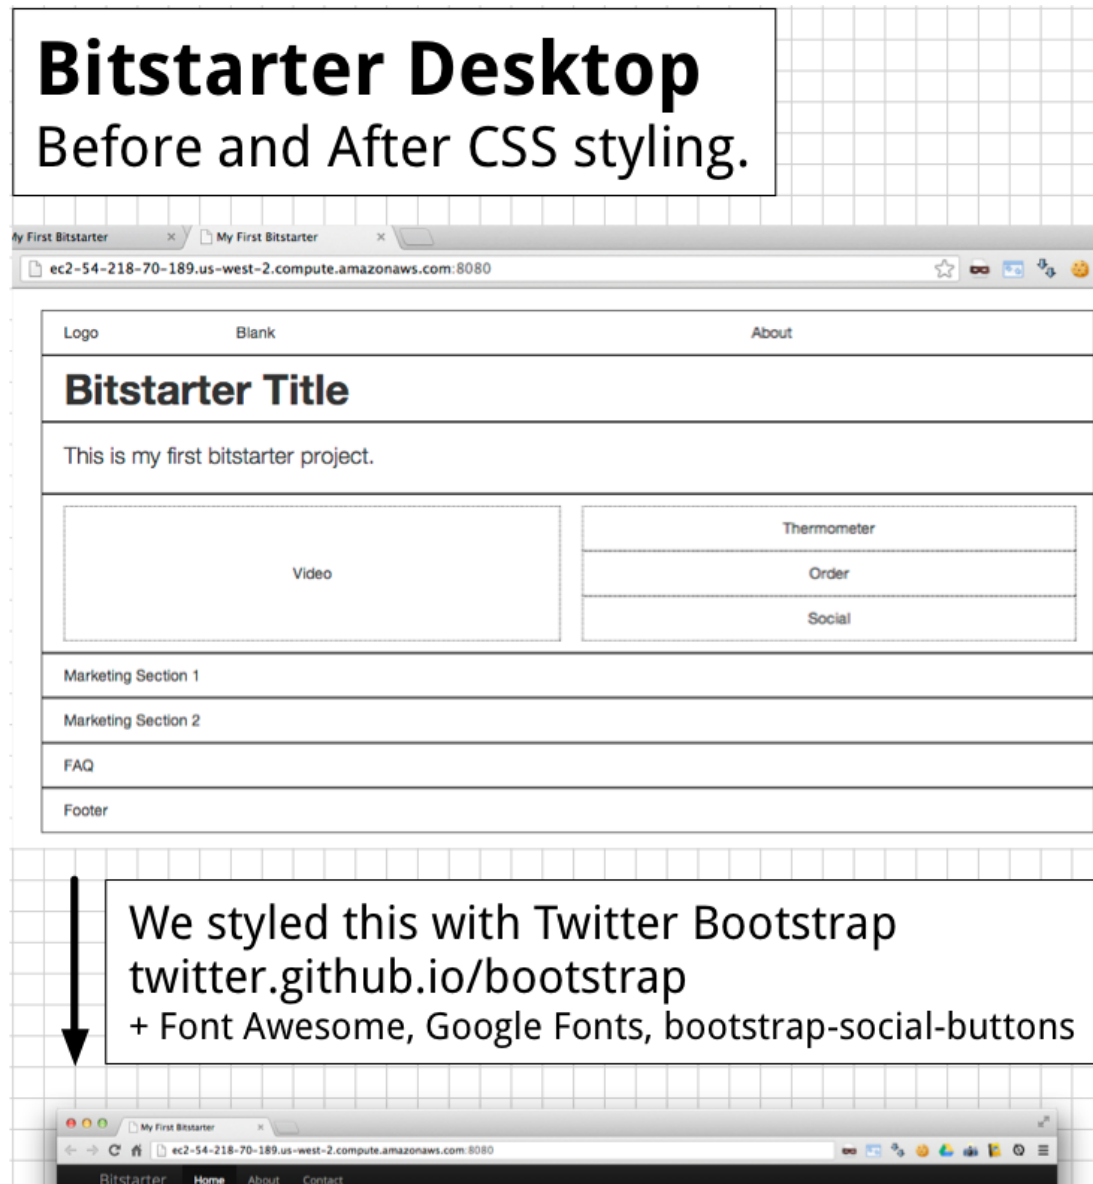 Bitstarter Desktop
Before and After CSS styling.
My First Bitstarter × My First Bitstarter ×
ec2-54-218-70-189.us-west-2.compute.amazonaws.com:8080
Logo Blank About
Bitstarter Title
This is my first bitstarter project.
Video
Thermometer
Order
Social
Marketing Section 1
Marketing Section 2
FAQ
Footer
We styled this with Twitter Bootstrap
twitter.github.io/bootstrap
+ Font Awesome, Google Fonts, bootstrap-social-buttons
My First Bitstarter ×
ec2-54-218-70-189.us-west-2.compute.amazonaws.com:8080
Bitstarter Home About Contact